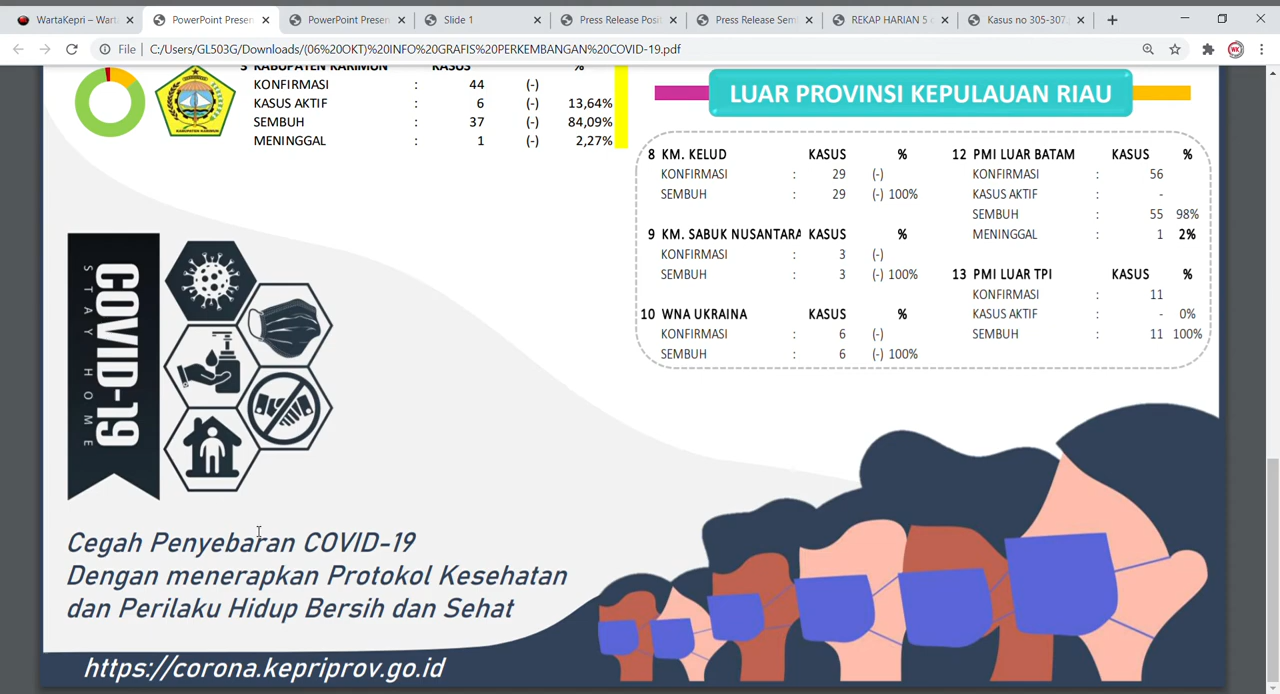 WartaKepri – Wart
PowerPoint Presen
PowerPoint Presen
Slide 1
Press Release Posit
Press Release Sem
REKAP HARIAN 5
Kasus no 305-307.
File
C:/Users/GL503G/Downloads/(06%20OKT)%20INFO%20GRAFIS%20PERKEMBANGAN%20COVID-19.pdf
3 KABUPATEN KARIMUN KASUS %
KONFIRMASI : 44 (-)
KASUS AKTIF : 6 (-) 13,64%
SEMBUH : 37 (-) 84,09%
MENINGGAL : 1 (-) 2,27%
LUAR PROVINSI KEPULAUAN RIAU
8 KM. KELUD KASUS %
KONFIRMASI : 29 (-)
SEMBUH : 29 (-) 100%
9 KM. SABUK NUSANTARA KASUS %
KONFIRMASI : 3 (-)
SEMBUH : 3 (-) 100%
10 WNA UKRAINA KASUS %
KONFIRMASI : 6 (-)
SEMBUH : 6 (-) 100%
12 PMI LUAR BATAM KASUS %
KONFIRMASI : 56
KASUS AKTIF : -
SEMBUH : 55 98%
MENINGGAL : 1 2%
13 PMI LUAR TPI KASUS %
KONFIRMASI : 11
KASUS AKTIF : - 0%
SEMBUH : 11 100%
COVID-19
STAY HOME
Cegah Penyebaran COVID-19
Dengan menerapkan Protokol Kesehatan
dan Perilaku Hidup Bersih dan Sehat
https://corona.kepriprov.go.id